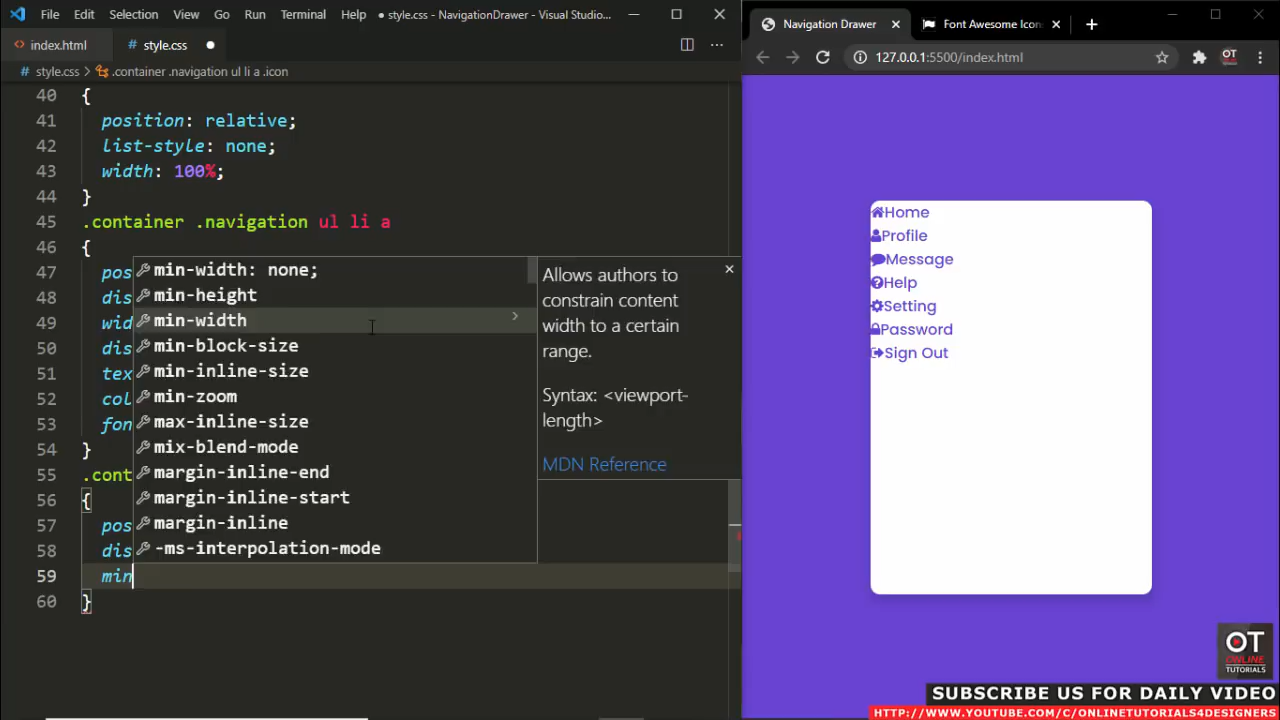 File Edit Selection View Go Run Terminal Help ● style.css - NavigationDrawer - Visual Studio...
index.html # style.css ●
# style.css > .container .navigation ul li a .icon
40 {
41 position: relative;
42 list-style: none;
43 width: 100%;
44 }
45 .container .navigation ul li a
46 {
47 pos
48 dis
49 wid
50 dis
51 tex
52 col
53 fon
54 }
55 .cont
56 {
57 pos
58 dis
59 min
60 }
min-width: none;
min-height
min-width
min-block-size
min-inline-size
min-zoom
max-inline-size
mix-blend-mode
margin-inline-end
margin-inline-start
margin-inline
-ms-interpolation-mode
Allows authors to
constrain content
width to a certain
range.
Syntax: <viewport-
length>
MDN Reference
Navigation Drawer
Font Awesome Icon
127.0.0.1:5500/index.html
OT
Home
Profile
Message
Help
Setting
Password
Sign Out
OT
ONLINE
TUTORIALS
SUBSCRIBE US FOR DAILY VIDEO
HTTP://WWW.YOUTUBE.COM/C/ONLINETUTORIALS4DESIGNERS